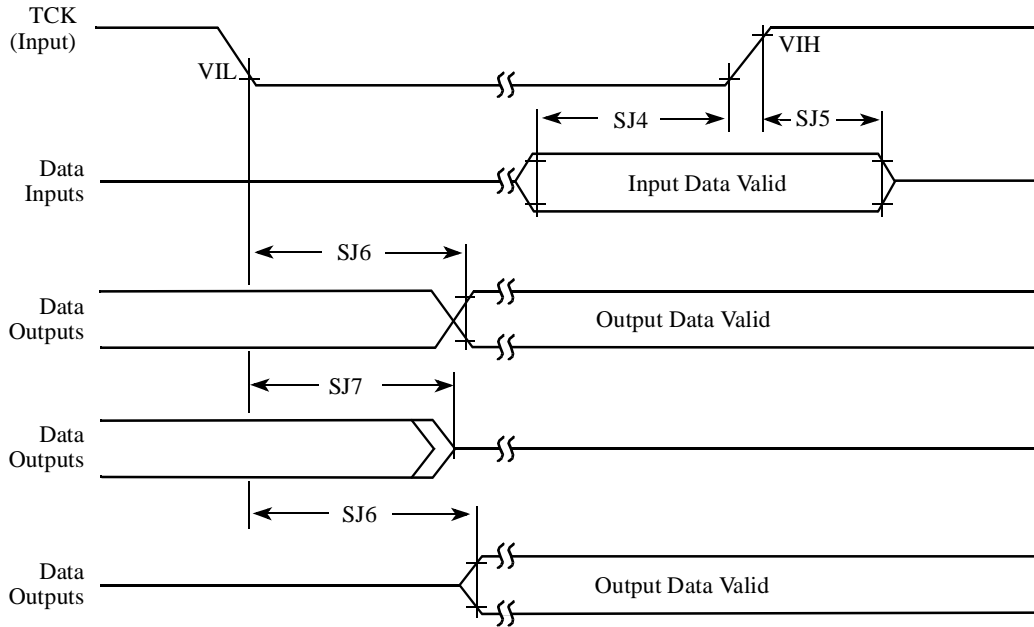 TCK
(Input)
VIL
VIH
SJ4
SJ5
Data
Inputs
Input Data Valid
SJ6
Data
Outputs
Output Data Valid
SJ7
Data
Outputs
SJ6
Data
Outputs
Output Data Valid